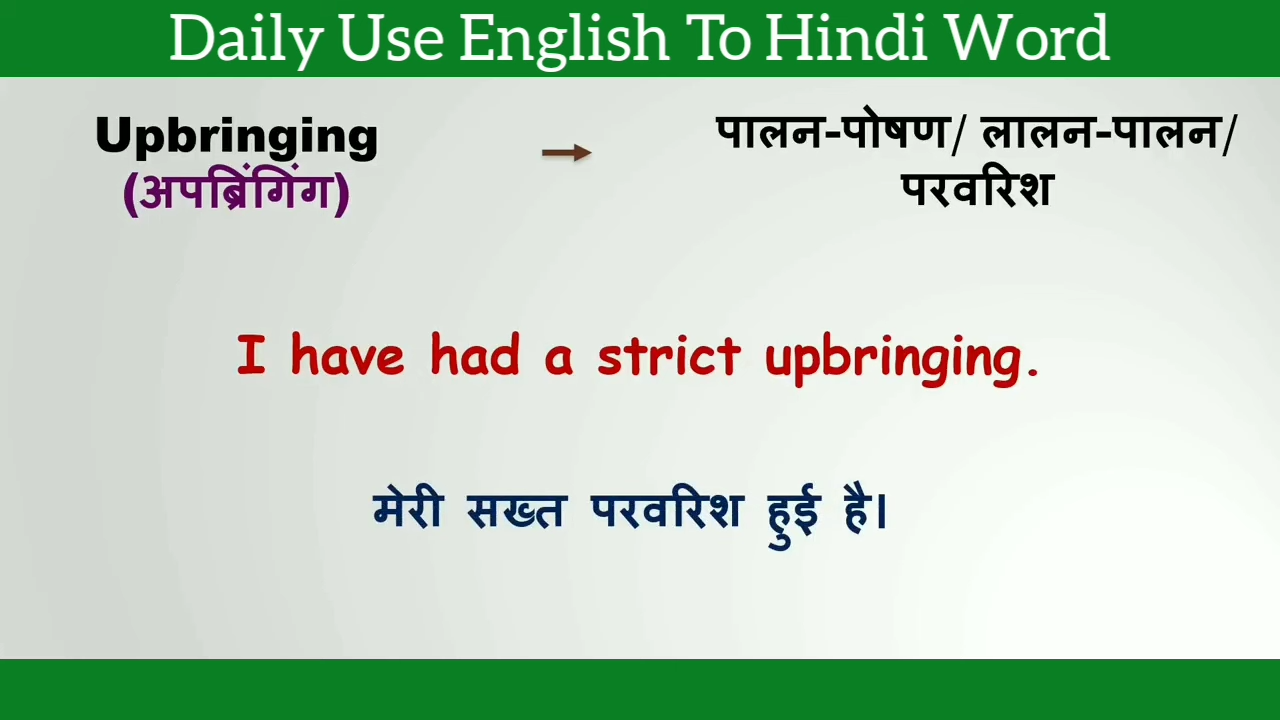 Daily Use English To Hindi Word
Upbringing
(अपब्रिंगिंग)
पालन-पोषण/ लालन-पालन/
परवरिश
I have had a strict upbringing.
मेरी सख्त परवरिश हुई है।